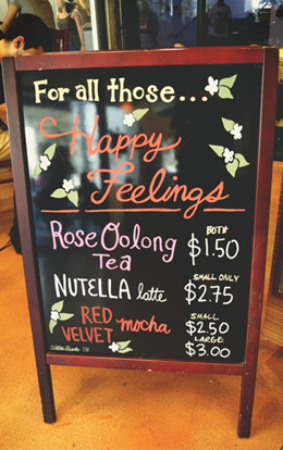 For all those...
Happy
Feelings
Rose Oolong
Tea
BOTH
$1.50
NUTELLA latte
SMALL ONLY
$2.75
RED
VELVET mocha
SMALL
$2.50
LARGE
$3.00